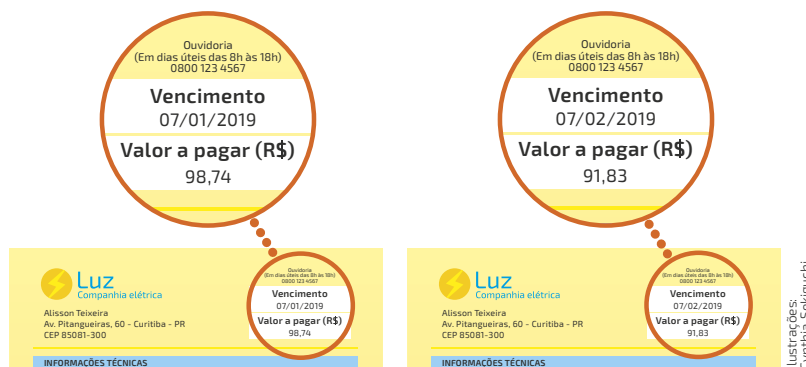 Ouvidoria
(Em dias úteis das 8h às 18h)
0800 123 4567
Vencimento
07/01/2019
Valor a pagar (R$)
98,74
Luz
Companhia elétrica
Alisson Teixeira
Av. Pitangueiras, 60 - Curitiba - PR
CEP 85081-300
Ouvidoria
(Em dias úteis das 8h às 18h)
0800 123 4567
Vencimento
07/01/2019
Valor a pagar (R$)
98,74
INFORMAÇÕES TÉCNICAS
Ouvidoria
(Em dias úteis das 8h às 18h)
0800 123 4567
Vencimento
07/02/2019
Valor a pagar (R$)
91,83
Luz
Companhia elétrica
Alisson Teixeira
Av. Pitangueiras, 60 - Curitiba - PR
CEP 85081-300
Ouvidoria
(Em dias úteis das 8h às 18h)
0800 123 4567
Vencimento
07/02/2019
Valor a pagar (R$)
91,83
INFORMAÇÕES TÉCNICAS
lustrações:
Cynthia Sekiguchi